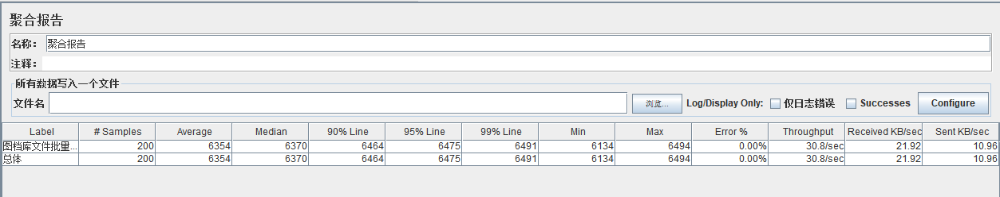 聚合报告
名称： 聚合报告
注释：
所有数据写入一个文件
文件名 浏览... Log/Display Only: 仅日志错误 Successes Configure
Label # Samples Average Median 90% Line 95% Line 99% Line Min Max Error % Throughput Received KB/sec Sent KB/sec
图档库文件批量... 200 6354 6370 6464 6475 6491 6134 6494 0.00% 30.8/sec 21.92 10.96
总体 200 6354 6370 6464 6475 6491 6134 6494 0.00% 30.8/sec 21.92 10.96